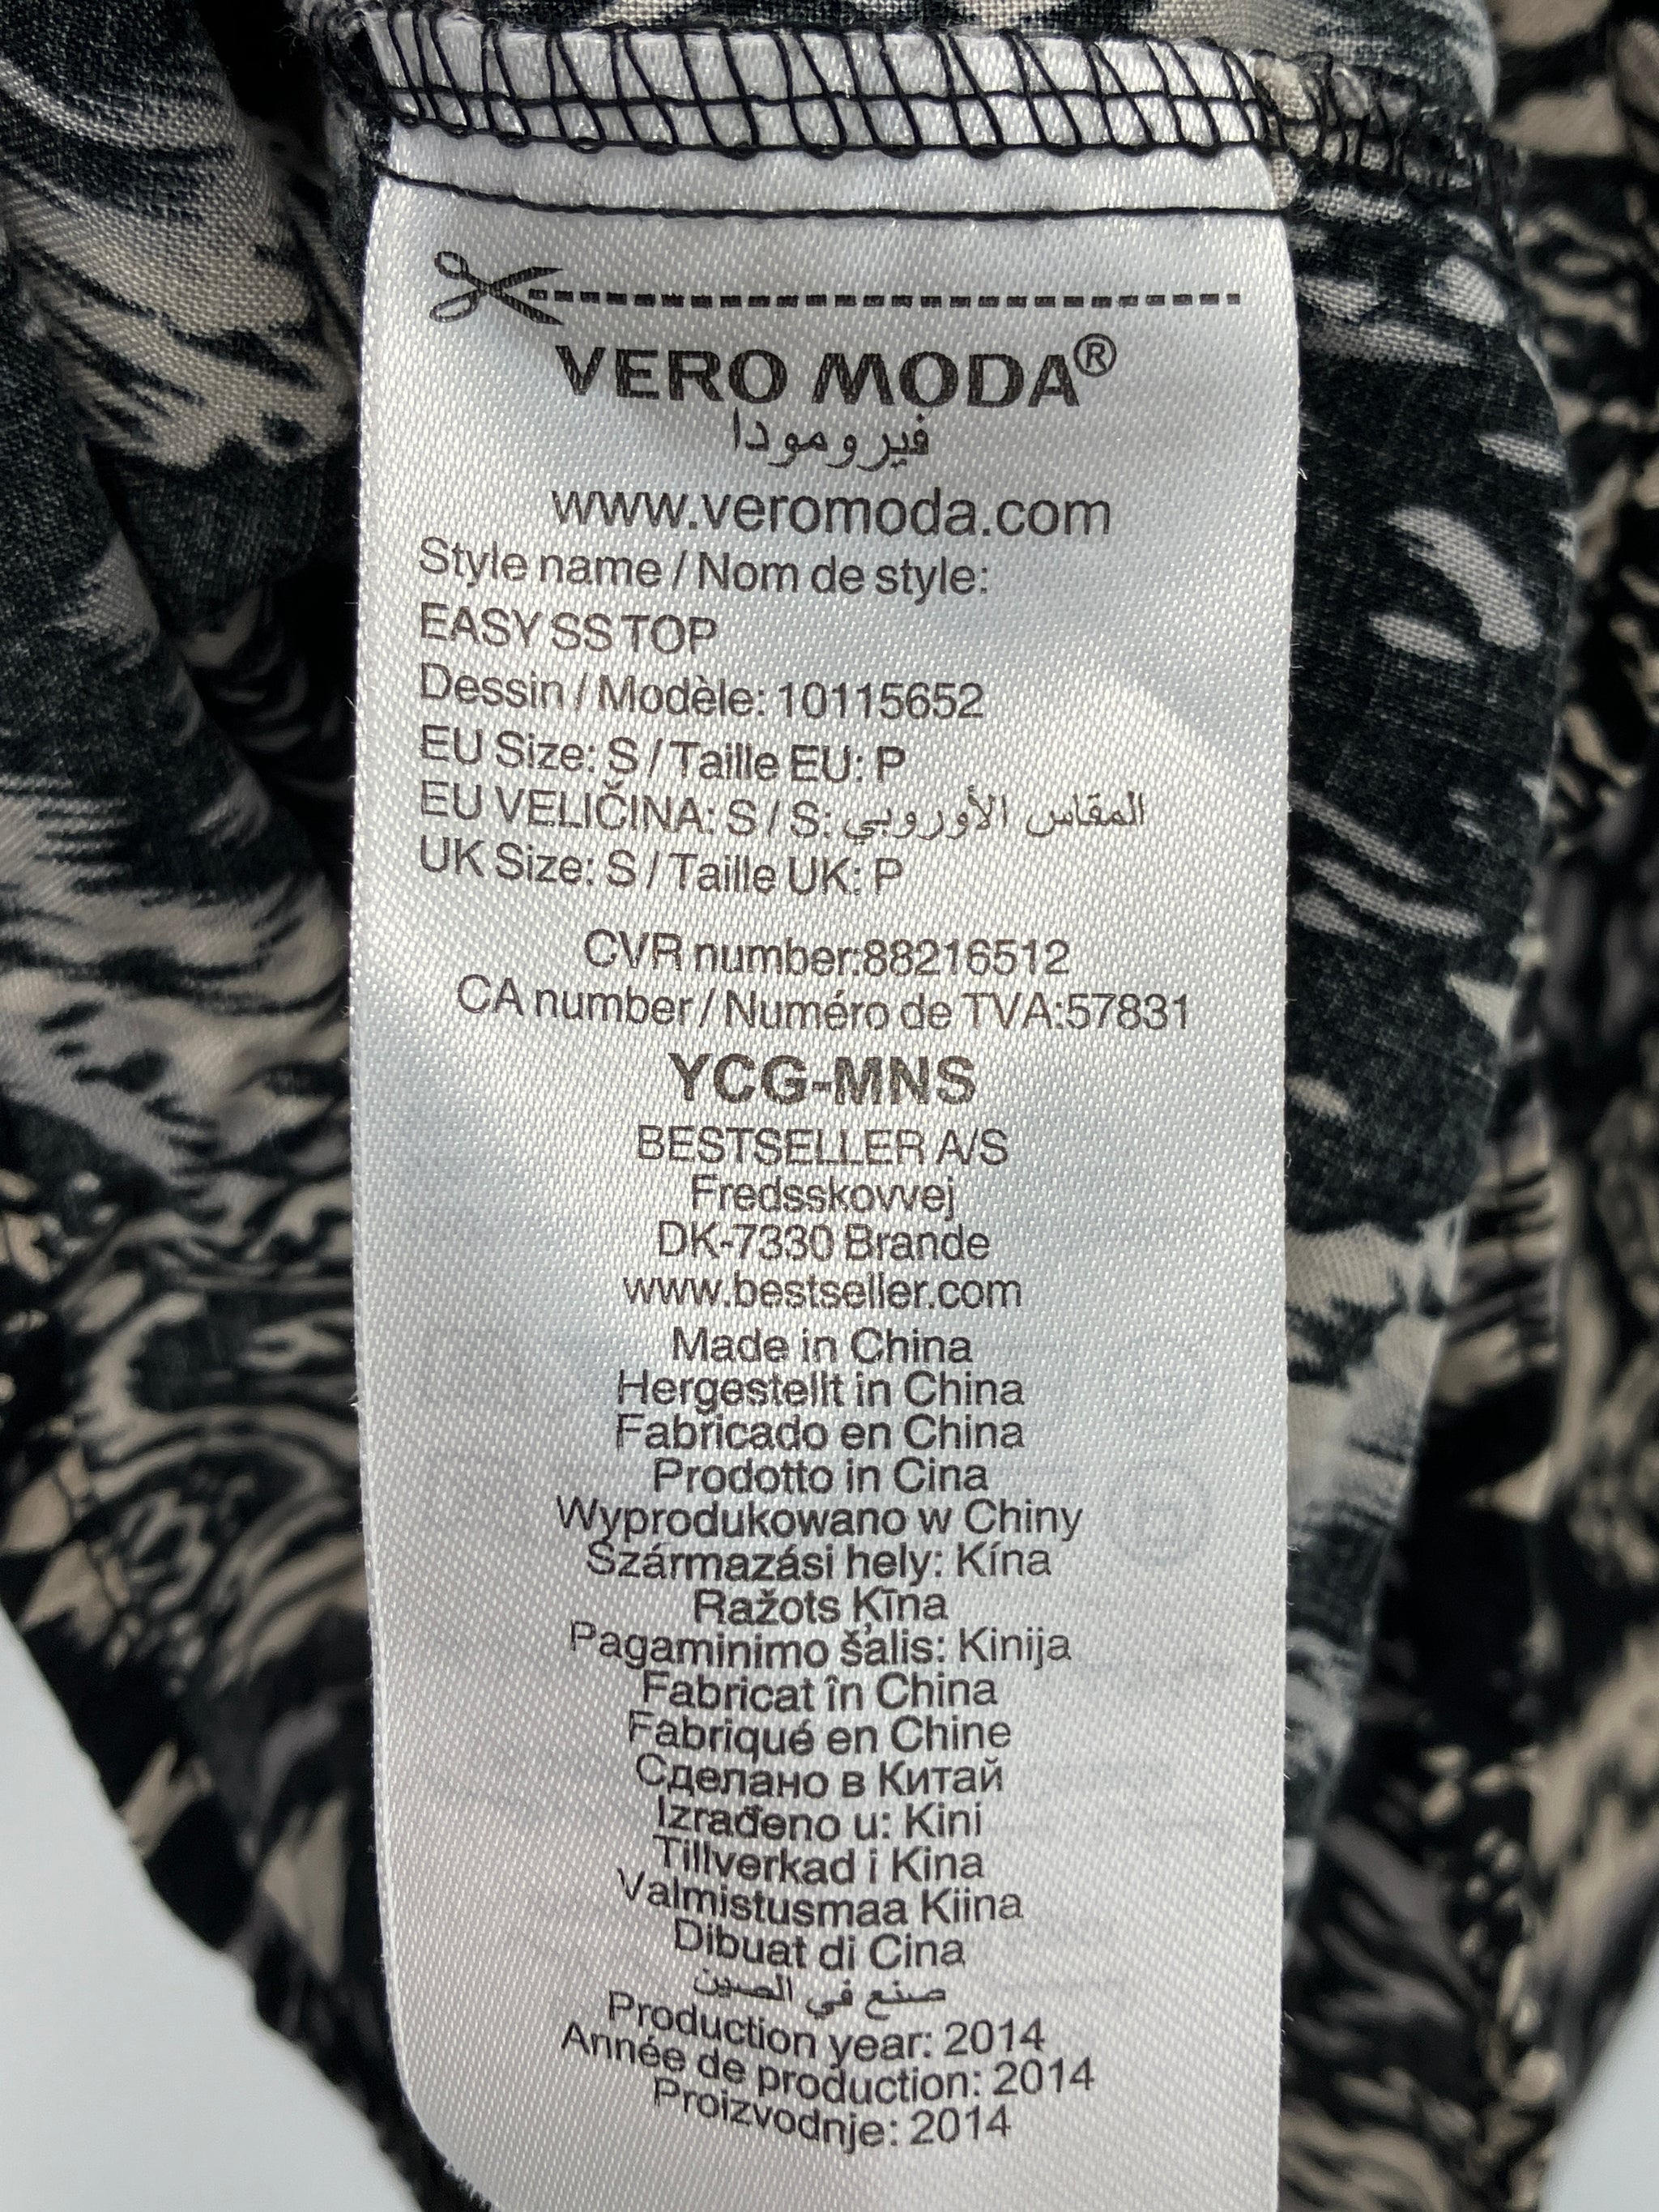 VERO MODA®
فيرومودا
www.veromoda.com
Style name / Nom de style:
EASY SS TOP
Dessin / Modèle: 10115652
EU Size: S / Taille EU: P
EU VELIČINA: S / S: المقاس الأوروبي
UK Size: S / Taille UK: P
CVR number:88216512
CA number / Numéro de TVA:57831
YCG-MNS
BESTSELLER A/S
Fredsskovvej
DK-7330 Brande
www.bestseller.com
Made in China
Hergestellt in China
Fabricado en China
Prodotto in Cina
Wyprodukowano w Chiny
Származási hely: Kína
Ražots Ķīna
Pagaminimo šalis: Kinija
Fabricat în China
Fabriqué en Chine
Сделано в Китай
Izrađeno u: Kini
Tillverkad i Kina
Valmistusmaa Kiina
Dibuat di Cina
صنع في الصين
Production year: 2014
Année de production: 2014
Proizvodnje: 2014